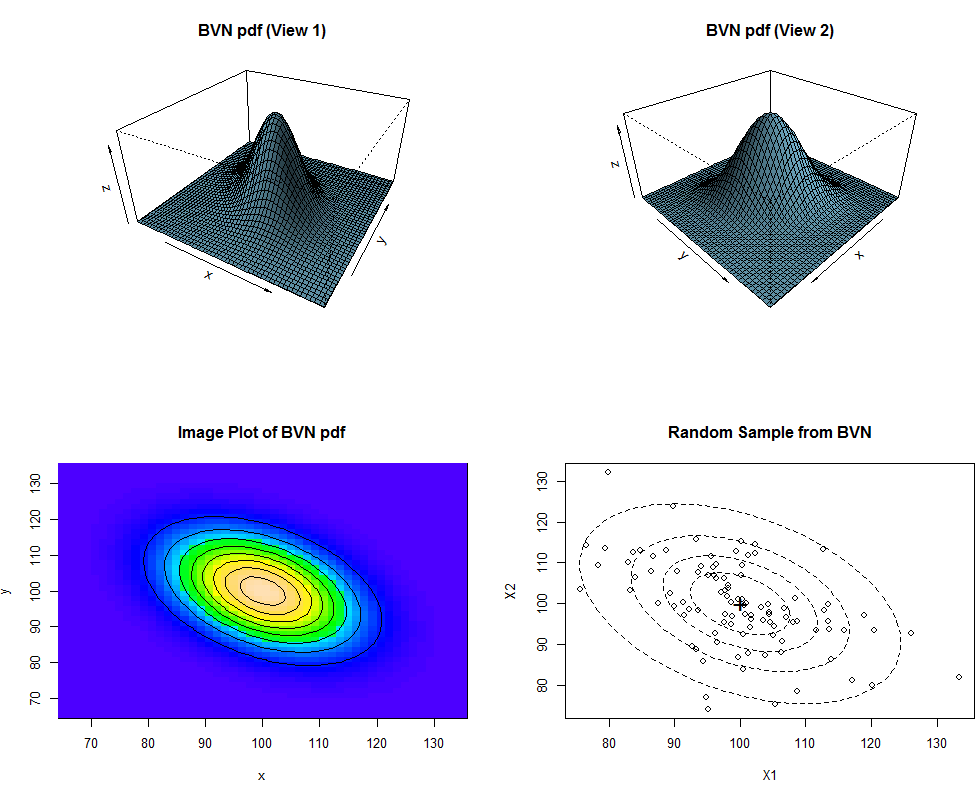 BVN pdf (View 1)
z
x
y
BVN pdf (View 2)
z
y
x
Image Plot of BVN pdf
y
130
120
110
100
90
80
70
70 80 90 100 110 120 130
x
Random Sample from BVN
X2
130
120
110
100
90
80
80 90 100 110 120 130
X1